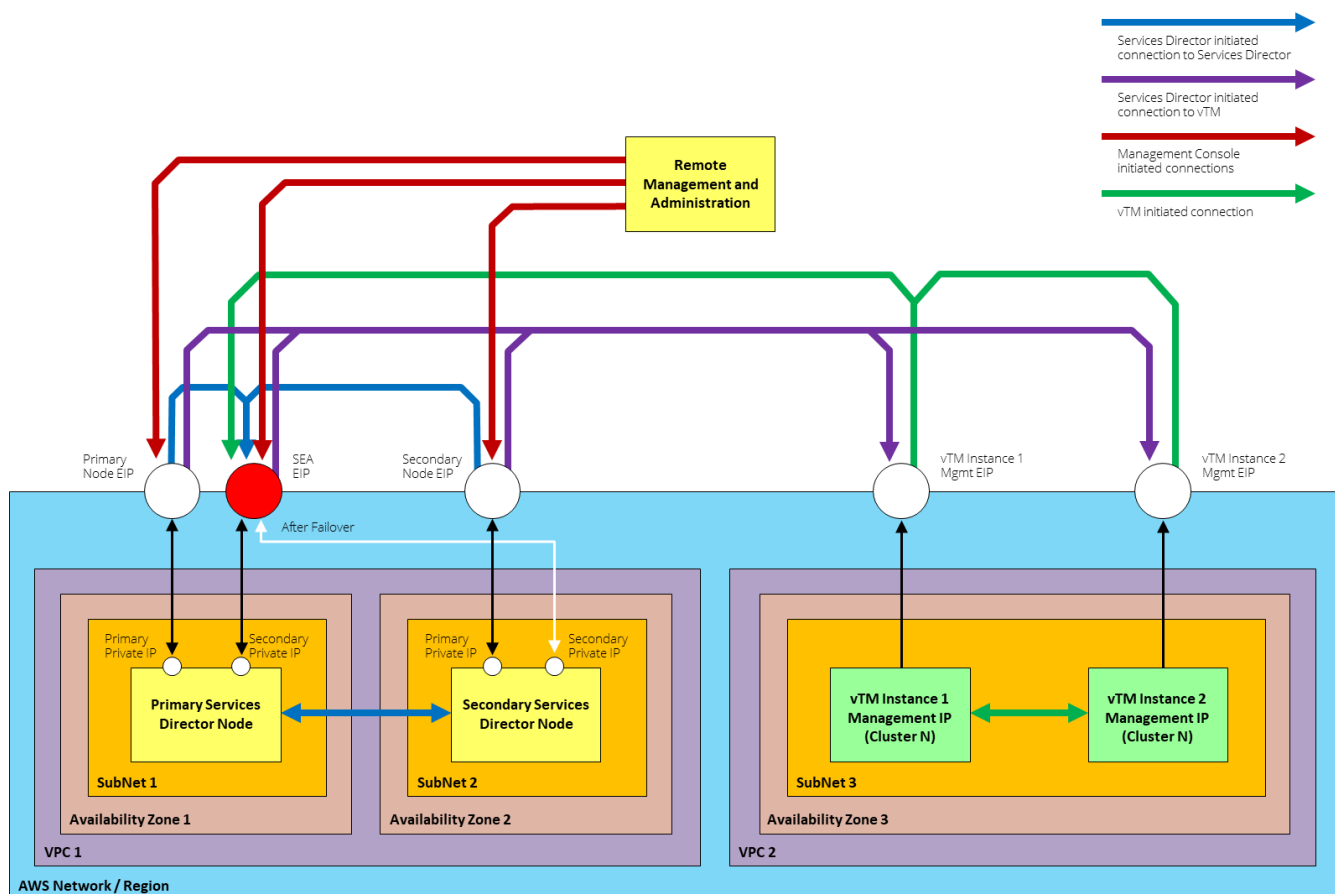 Services Director initiated
connection to Services Director
Services Director initiated
connection to vTM
Management Console
initiated connections
vTM initiated connection
Remote
Management and
Administration
Primary
Node EIP
SEA
EIP
Secondary
Node EIP
vTM Instance 1
Mgmt EIP
vTM Instance 2
Mgmt EIP
After Failover
Primary
Private IP
Secondary
Private IP
Primary
Private IP
Secondary
Private IP
Primary Services
Director Node
Secondary Services
Director Node
vTM Instance 1
Management IP
(Cluster N)
vTM Instance 2
Management IP
(Cluster N)
SubNet 1
SubNet 2
SubNet 3
Availability Zone 1
Availability Zone 2
Availability Zone 3
VPC 1
VPC 2
AWS Network / Region